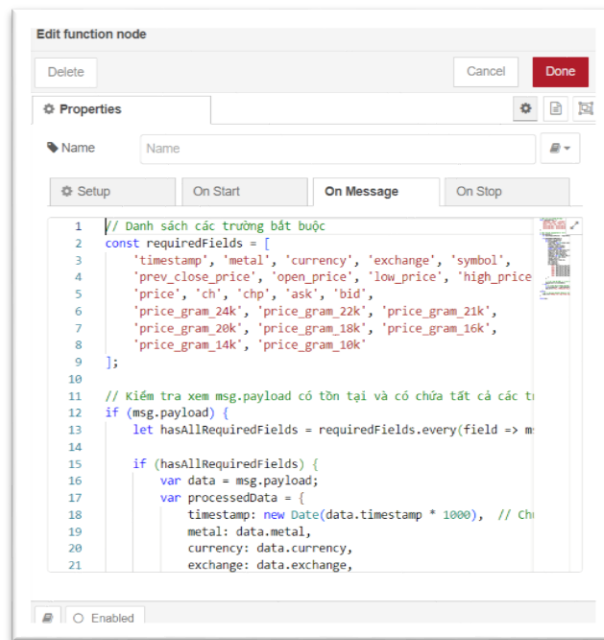 Edit function node
Delete Cancel Done
Properties
Name Name
Setup On Start On Message On Stop
1 // Danh sách các trường bắt buộc
2 const requiredFields = [
3 'timestamp', 'metal', 'currency', 'exchange', 'symbol',
4 'prev_close_price', 'open_price', 'low_price', 'high_price
5 'price', 'ch', 'chp', 'ask', 'bid',
6 'price_gram_24k', 'price_gram_22k', 'price_gram_21k',
7 'price_gram_20k', 'price_gram_18k', 'price_gram_16k',
8 'price_gram_14k', 'price_gram_10k'
9 ];
10
11 // Kiểm tra xem msg.payload có tồn tại và có chứa tất cả các
12 if (msg.payload) {
13 let hasAllRequiredFields = requiredFields.every(field =>
14
15 if (hasAllRequiredFields) {
16 var data = msg.payload;
17 var processedData = {
18 timestamp: new Date(data.timestamp * 1000), //
19 metal: data.metal,
20 currency: data.currency,
21 exchange: data.exchange,
Enabled